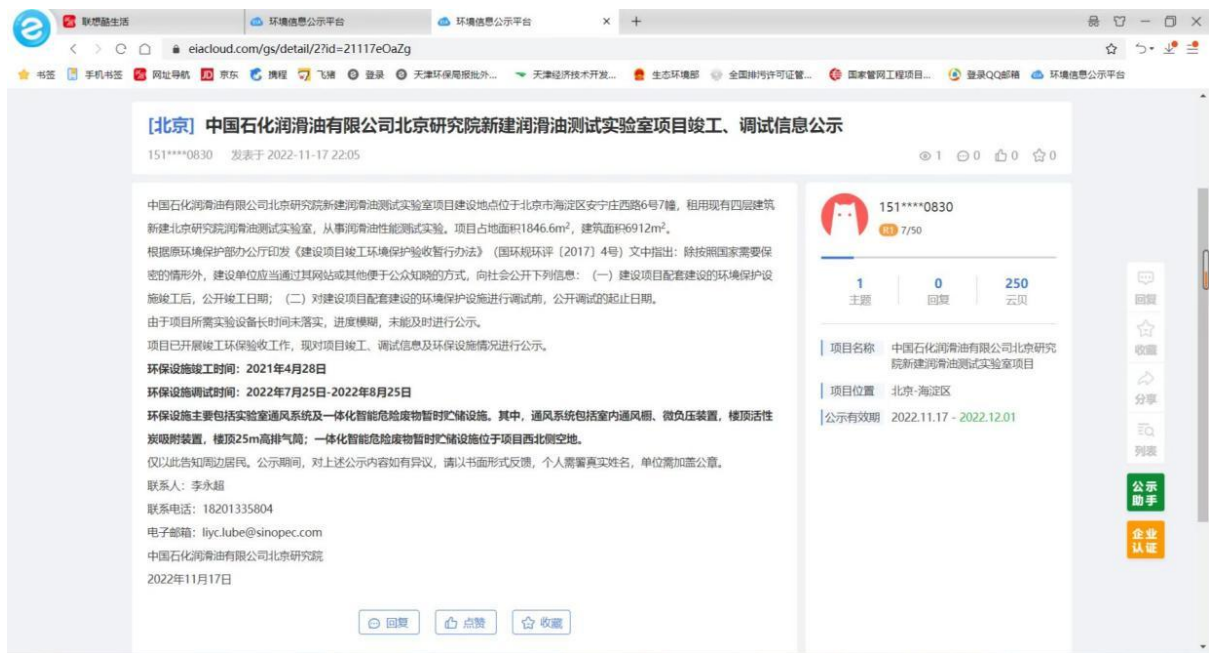 联想酷生活
环境信息公示平台
环境信息公示平台
eiacloud.com/gs/detail/2?id=21117eOaZg
书签 手机书签 网址导航 京东 携程 飞猪 登录 天津环保局报批外... 天津经济技术开发... 生态环境部 全国排污许可证管... 国家管网工程项目... 登录QQ邮箱 环境信息公示平台
[北京] 中国石化润滑油有限公司北京研究院新建润滑油测试实验室项目竣工、调试信息公示
151****0830 发表于 2022-11-17 22:05
1 0 0 0
中国石化润滑油有限公司北京研究院新建润滑油测试实验室项目建设地点位于北京市海淀区安宁庄西路6号7幢，租用现有四层建筑
新建北京研究院润滑油测试实验室，从事润滑油性能测试实验。项目占地面积1846.6m²，建筑面积6912m²。
根据原环境保护部办公厅印发《建设项目竣工环境保护验收暂行办法》（国环规环评〔2017〕4号）文中指出：除按照国家需要保
密的情形外，建设单位应当通过其网站或其他便于公众知晓的方式，向社会公开下列信息：（一）建设项目配套建设的环境保护设
施竣工后，公开竣工日期；（二）对建设项目配套建设的环境保护设施进行调试前，公开调试的起止日期。
由于项目所需实验设备长时间未落实，进度模糊，未能及时进行公示。
项目已开展竣工环保验收工作，现对项目竣工、调试信息及环保设施情况进行公示。
环保设施竣工时间：2021年4月28日
环保设施调试时间：2022年7月25日-2022年8月25日
环保设施主要包括实验室通风系统及一体化智能危险废物暂时贮储设施。其中，通风系统包括室内通风橱、微负压装置，楼顶活性
炭吸附装置，楼顶25m高排气筒；一体化智能危险废物暂时贮储设施位于项目西北侧空地。
仅以此告知周边居民。公示期间，对上述公示内容如有异议，请以书面形式反馈，个人需署真实姓名，单位需加盖公章。
联系人：李永超
联系电话：18201335804
电子邮箱：liyc.lube@sinopec.com
中国石化润滑油有限公司北京研究院
2022年11月17日
回复 点赞 收藏
151****0830
R1 7/50
1 0 250
主题 回复 云贝
项目名称 中国石化润滑油有限公司北京研究
院新建润滑油测试实验室项目
项目位置 北京-海淀区
公示有效期 2022.11.17 - 2022.12.01
回复
收藏
分享
列表
公示
助手
企业
认证